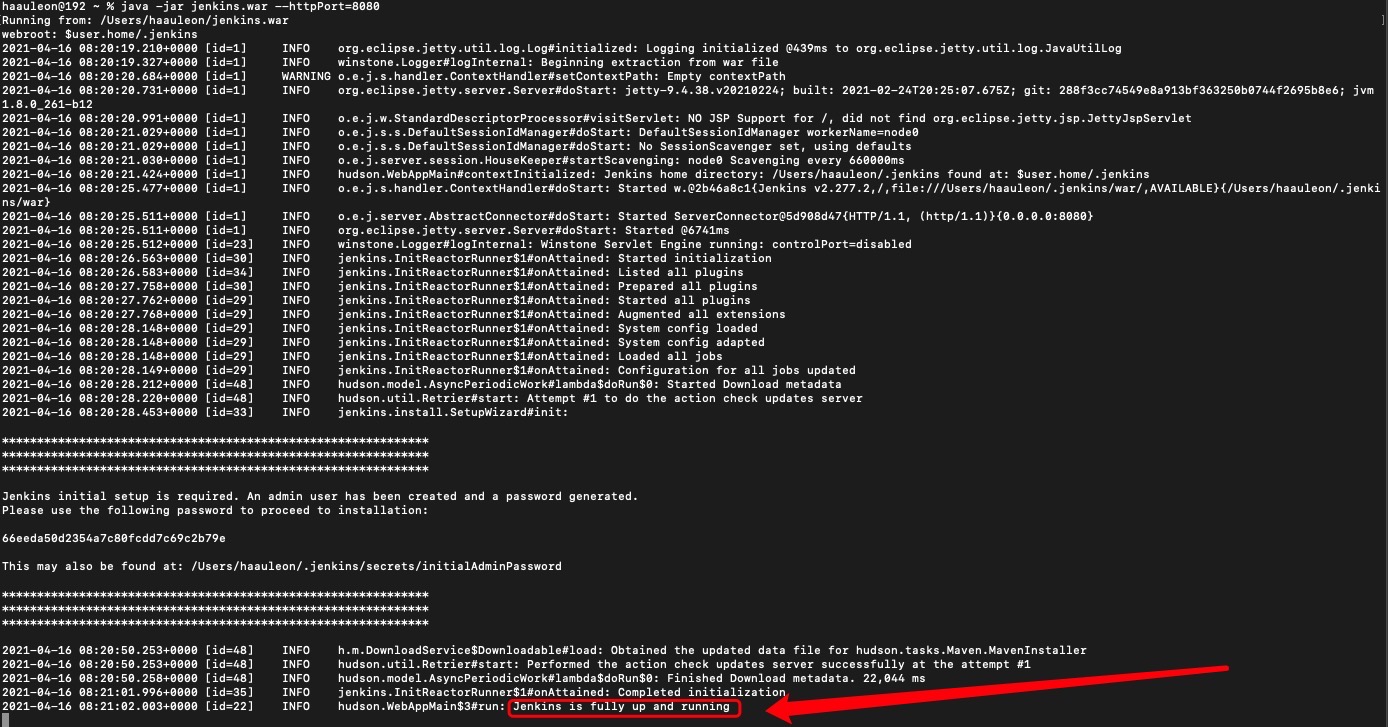 haauleon@192 ~ % java -jar jenkins.war --httpPort=8080
[Running from: /Users/haauleon/jenkins.war ]
webroot: $user.home/.jenkins
2021-04-16 08:20:19.210+0000 [id=1] INFO org.eclipse.jetty.util.log.Log#initialized: Logging initialized @439ms to org.eclipse.jetty.util.log.JavaUtilLog
2021-04-16 08:20:19.327+0000 [id=1] INFO winstone.Logger#logInternal: Beginning extraction from war file
2021-04-16 08:20:20.684+0000 [id=1] WARNING o.e.j.s.handler.ContextHandler#setContextPath: Empty contextPath
2021-04-16 08:20:20.731+0000 [id=1] INFO org.eclipse.jetty.server.Server#doStart: jetty-9.4.38.v20210224; built: 2021-02-24T20:25:07.675Z; git: 288f3cc74549e8a913bf363250b0744f2695b8e6; jvm
1.8.0_261-b12
2021-04-16 08:20:20.991+0000 [id=1] INFO o.e.j.w.StandardDescriptorProcessor#visitServlet: NO JSP Support for /, did not find org.eclipse.jetty.jsp.JettyJspServlet
2021-04-16 08:20:21.029+0000 [id=1] INFO o.e.j.s.s.DefaultSessionIdManager#doStart: DefaultSessionIdManager workerName=node0
2021-04-16 08:20:21.029+0000 [id=1] INFO o.e.j.s.s.DefaultSessionIdManager#doStart: No SessionScavenger set, using defaults
2021-04-16 08:20:21.030+0000 [id=1] INFO o.e.j.server.session.HouseKeeper#startScavenging: node0 Scavenging every 660000ms
2021-04-16 08:20:21.424+0000 [id=1] INFO hudson.WebAppMain#contextInitialized: Jenkins home directory: /Users/haauleon/.jenkins found at: $user.home/.jenkins
2021-04-16 08:20:25.477+0000 [id=1] INFO o.e.j.s.handler.ContextHandler#doStart: Started w.@2b46a8c1{Jenkins v2.277.2,/,file:///Users/haauleon/.jenkins/war/,AVAILABLE}{/Users/haauleon/.jenki
ns/war}
2021-04-16 08:20:25.511+0000 [id=1] INFO o.e.j.server.AbstractConnector#doStart: Started ServerConnector@5d908d47{HTTP/1.1, (http/1.1)}{0.0.0.0:8080}
2021-04-16 08:20:25.511+0000 [id=1] INFO org.eclipse.jetty.server.Server#doStart: Started @6741ms
2021-04-16 08:20:25.512+0000 [id=23] INFO winstone.Logger#logInternal: Winstone Servlet Engine running: controlPort=disabled
2021-04-16 08:20:26.563+0000 [id=30] INFO jenkins.InitReactorRunner$1#onAttained: Started initialization
2021-04-16 08:20:26.583+0000 [id=34] INFO jenkins.InitReactorRunner$1#onAttained: Listed all plugins
2021-04-16 08:20:27.758+0000 [id=30] INFO jenkins.InitReactorRunner$1#onAttained: Prepared all plugins
2021-04-16 08:20:27.762+0000 [id=29] INFO jenkins.InitReactorRunner$1#onAttained: Started all plugins
2021-04-16 08:20:27.768+0000 [id=29] INFO jenkins.InitReactorRunner$1#onAttained: Augmented all extensions
2021-04-16 08:20:28.148+0000 [id=29] INFO jenkins.InitReactorRunner$1#onAttained: System config loaded
2021-04-16 08:20:28.148+0000 [id=29] INFO jenkins.InitReactorRunner$1#onAttained: System config adapted
2021-04-16 08:20:28.148+0000 [id=29] INFO jenkins.InitReactorRunner$1#onAttained: Loaded all jobs
2021-04-16 08:20:28.149+0000 [id=29] INFO jenkins.InitReactorRunner$1#onAttained: Configuration for all jobs updated
2021-04-16 08:20:28.212+0000 [id=48] INFO hudson.model.AsyncPeriodicWork#lambda$doRun$0: Started Download metadata
2021-04-16 08:20:28.220+0000 [id=48] INFO hudson.util.Retrier#start: Attempt #1 to do the action check updates server
2021-04-16 08:20:28.453+0000 [id=33] INFO jenkins.install.SetupWizard#init:
*************************************************************
*************************************************************
*************************************************************
Jenkins initial setup is required. An admin user has been created and a password generated.
Please use the following password to proceed to installation:
66eeda50d2354a7c80fcdd7c69c2b79e
This may also be found at: /Users/haauleon/.jenkins/secrets/initialAdminPassword
*************************************************************
*************************************************************
*************************************************************
2021-04-16 08:20:50.253+0000 [id=48] INFO h.m.DownloadService$Downloadable#load: Obtained the updated data file for hudson.tasks.Maven.MavenInstaller
2021-04-16 08:20:50.253+0000 [id=48] INFO hudson.util.Retrier#start: Performed the action check updates server successfully at the attempt #1
2021-04-16 08:20:50.258+0000 [id=48] INFO hudson.model.AsyncPeriodicWork#lambda$doRun$0: Finished Download metadata. 22,044 ms
2021-04-16 08:21:01.996+0000 [id=35] INFO jenkins.InitReactorRunner$1#onAttained: Completed initialization
2021-04-16 08:21:02.003+0000 [id=22] INFO hudson.WebAppMain$3#run: Jenkins is fully up and running